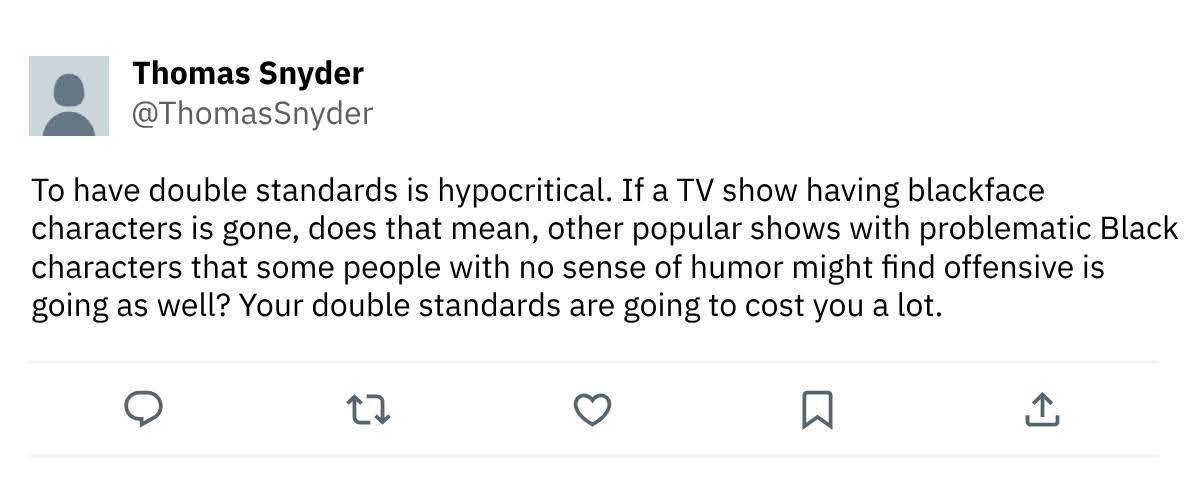 Thomas Snyder
@ThomasSnyder
To have double standards is hypocritical. If a TV show having blackface
characters is gone, does that mean, other popular shows with problematic Black
characters that some people with no sense of humor might find offensive is
going as well? Your double standards are going to cost you a lot.